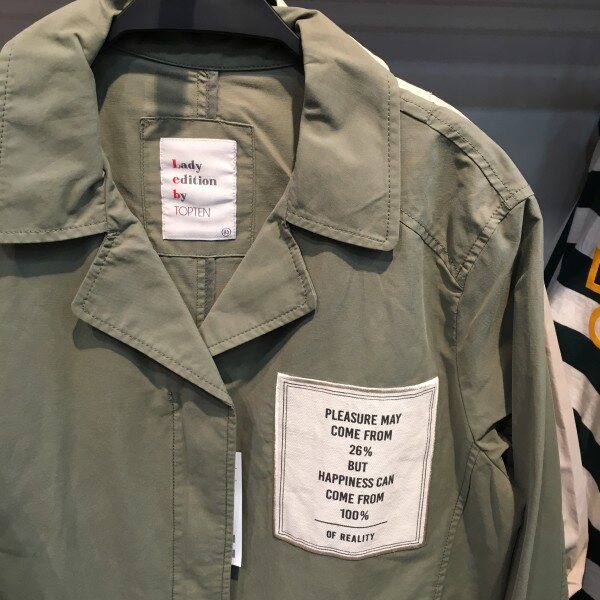 Lady
edition
by
TOPTEN
PLEASURE MAY
COME FROM
26%
BUT
HAPPINESS CAN
COME FROM
100%
OF REALITY